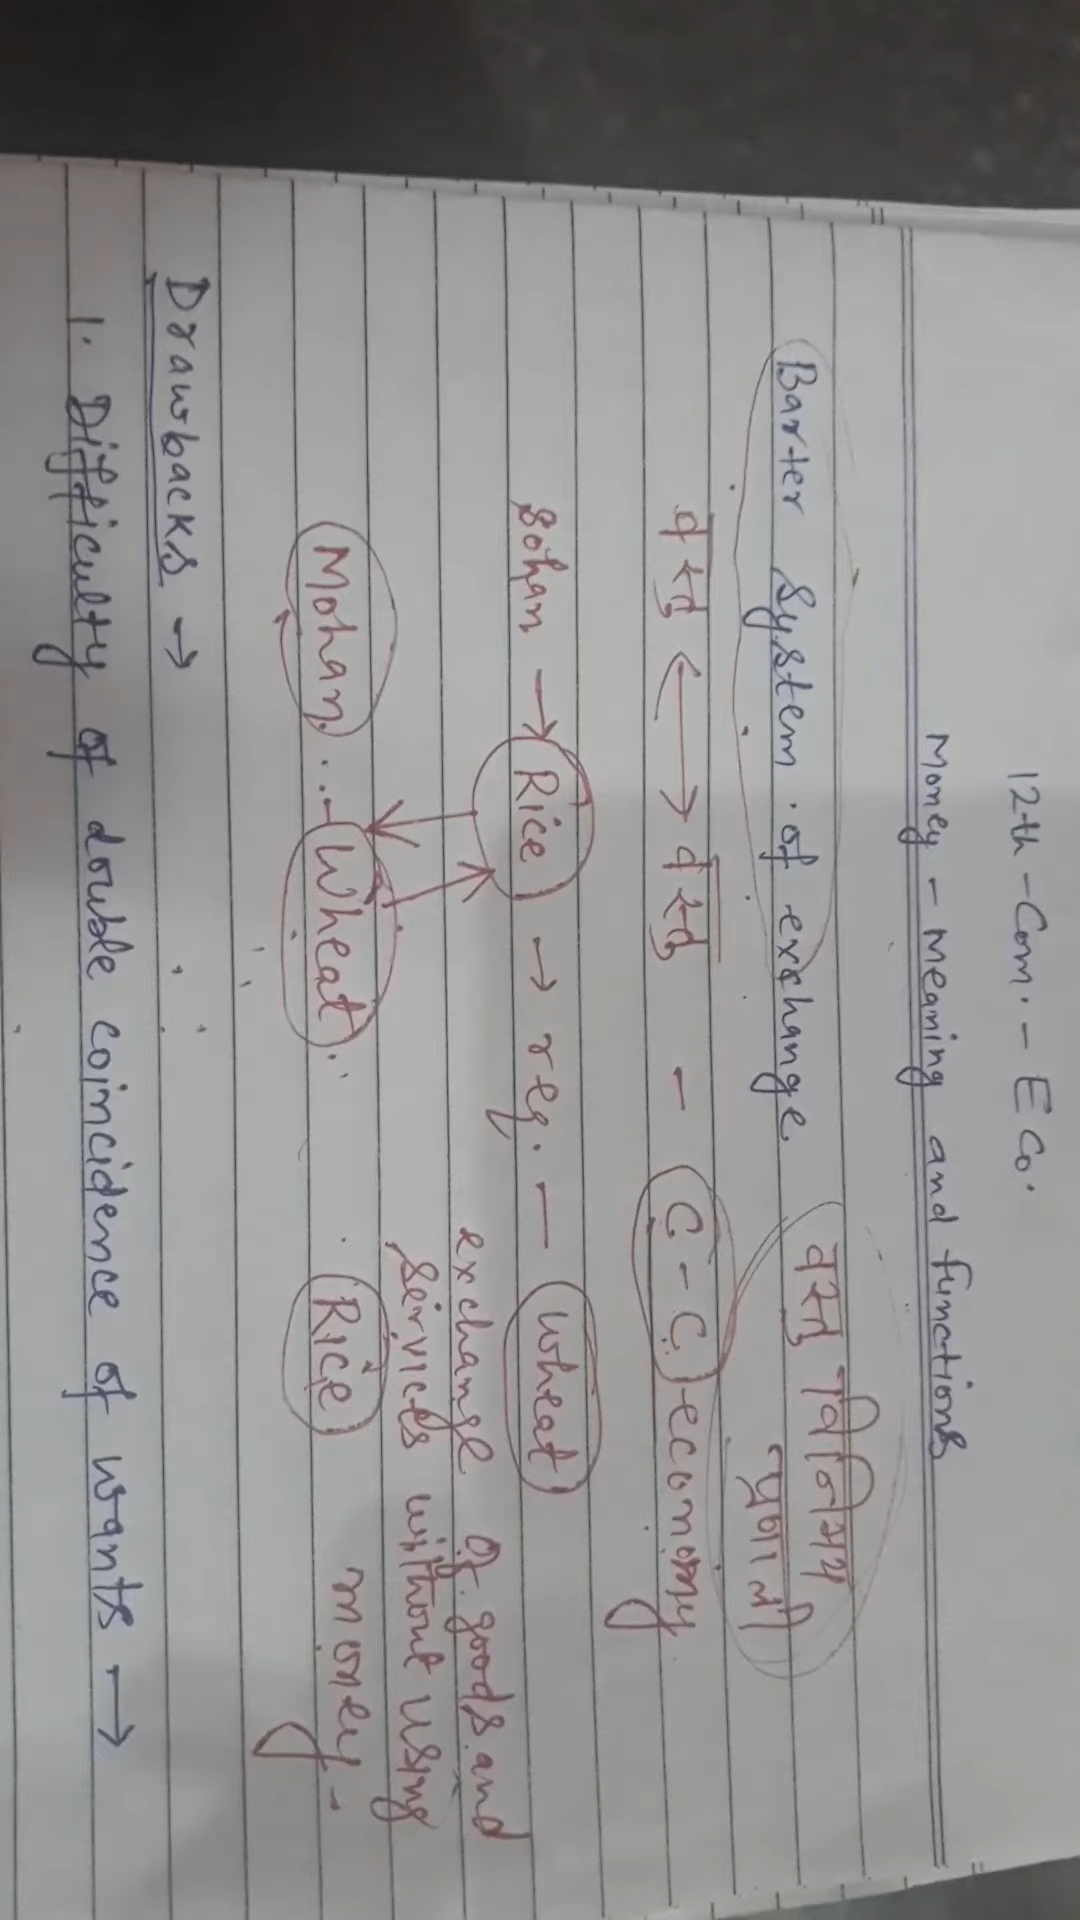 12th - Com. - Eco.
Money - meaning and functions
Barter System of exchange वस्तु विनिमय
प्रणाली
वस्तु ⟷ वस्तु - C - C economy
Sohan → Rice → req. - Wheat
exchange of goods and
services without using
Mohan - Wheat Rice money -
Drawbacks →
1. Difficulty of double coincidence of wants →